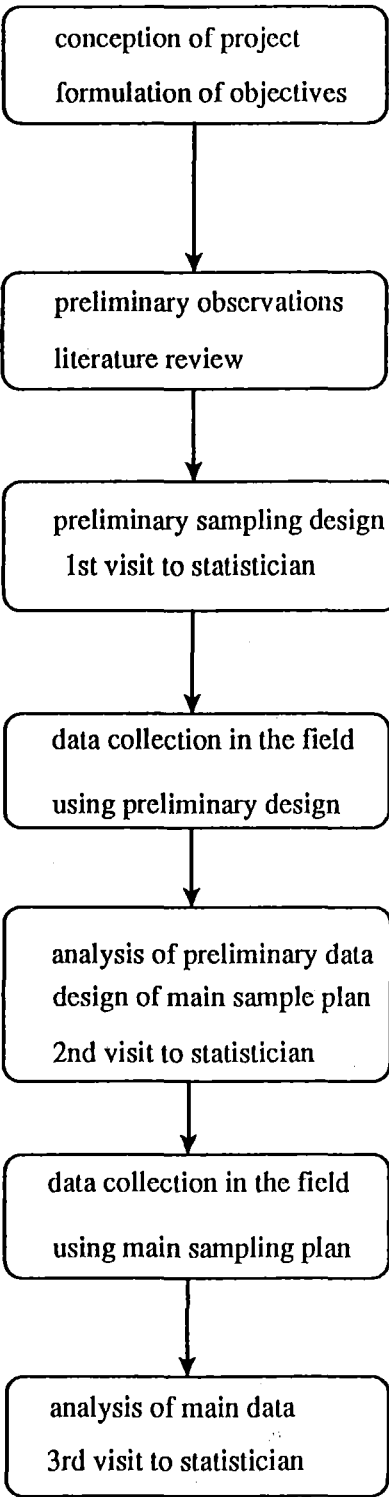 conception of project
formulation of objectives
preliminary observations
literature review
preliminary sampling design
1st visit to statistician
data collection in the field
using preliminary design
analysis of preliminary data
design of main sample plan
2nd visit to statistician
data collection in the field
using main sampling plan
analysis of main data
3rd visit to statistician